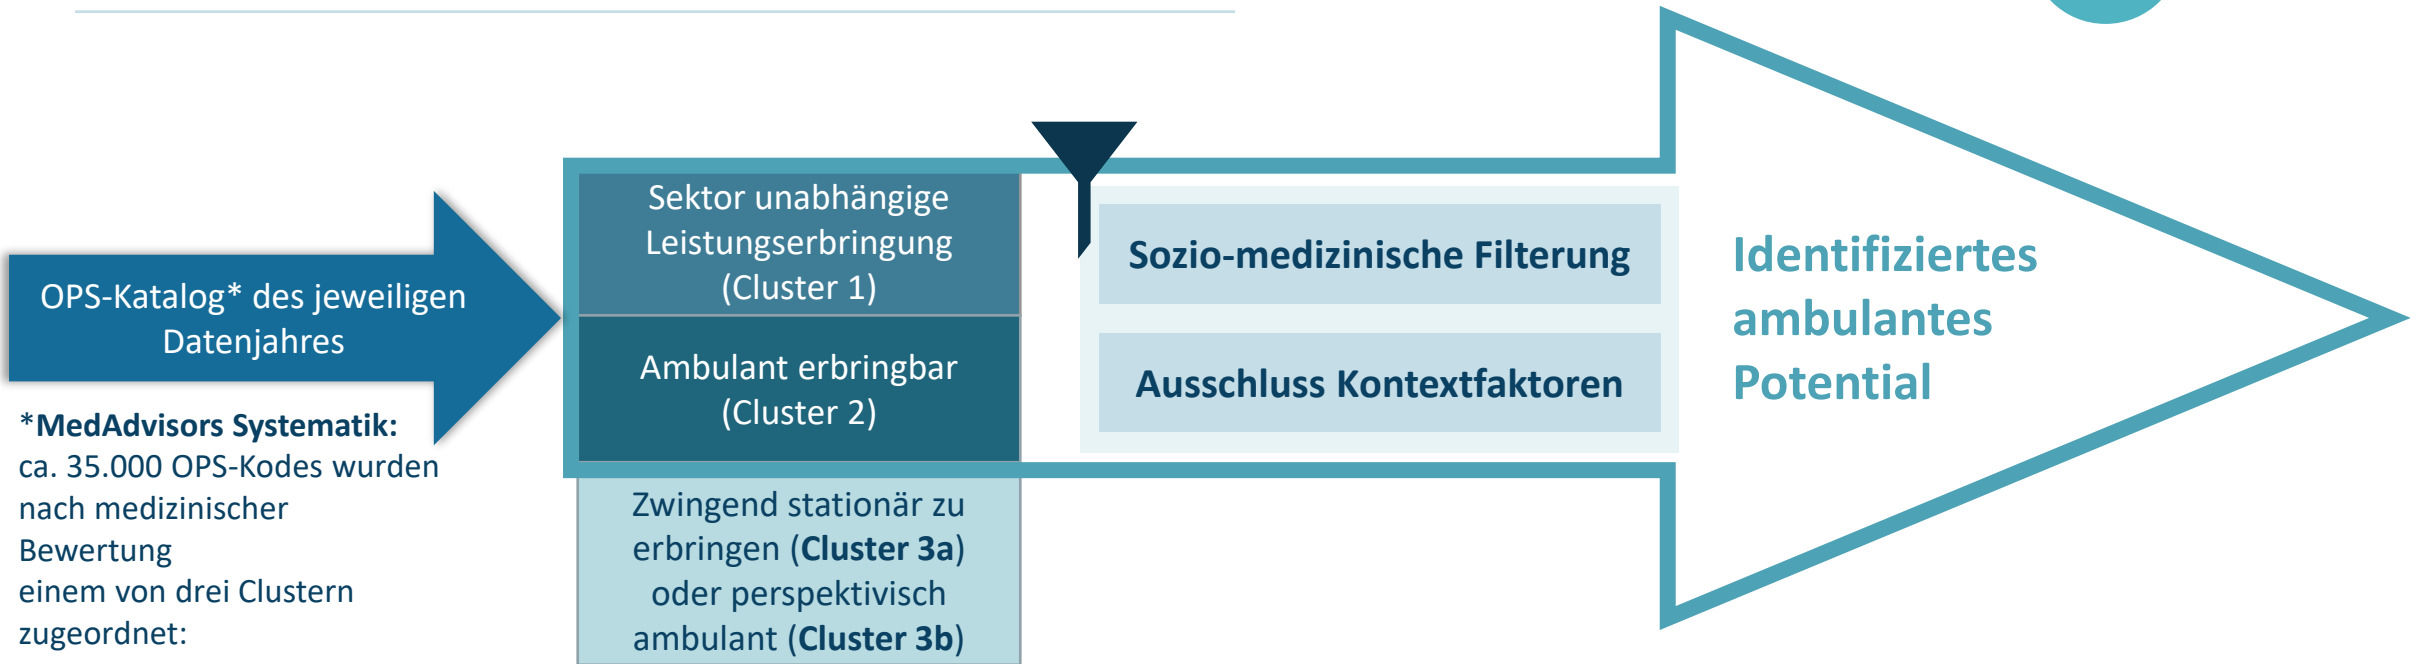 OPS-Katalog* des jeweiligen
Datenjahres
*MedAdvisors Systematik:
ca. 35.000 OPS-Kodes wurden
nach medizinischer
Bewertung
einem von drei Clustern
zugeordnet:
Sektor unabhängige
Leistungserbringung
(Cluster 1)
Ambulant erbringbar
(Cluster 2)
Zwingend stationär zu
erbringen (Cluster 3a)
oder perspektivisch
ambulant (Cluster 3b)
Sozio-medizinische Filterung
Ausschluss Kontextfaktoren
Identifiziertes
ambulantes
Potential